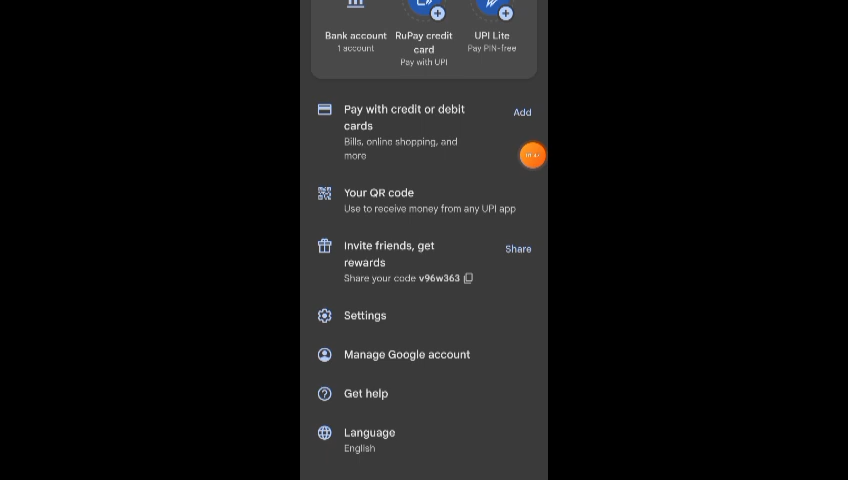 Bank account
RuPay credit
card
UPI Lite
1 account
Pay with UPI
Pay PIN-free
Pay with credit or debit
cards
Add
Bills, online shopping, and
more
Your QR code
Use to receive money from any UPI app
Invite friends, get
rewards
Share
Share your code v96w363
Settings
Manage Google account
Get help
Language
English